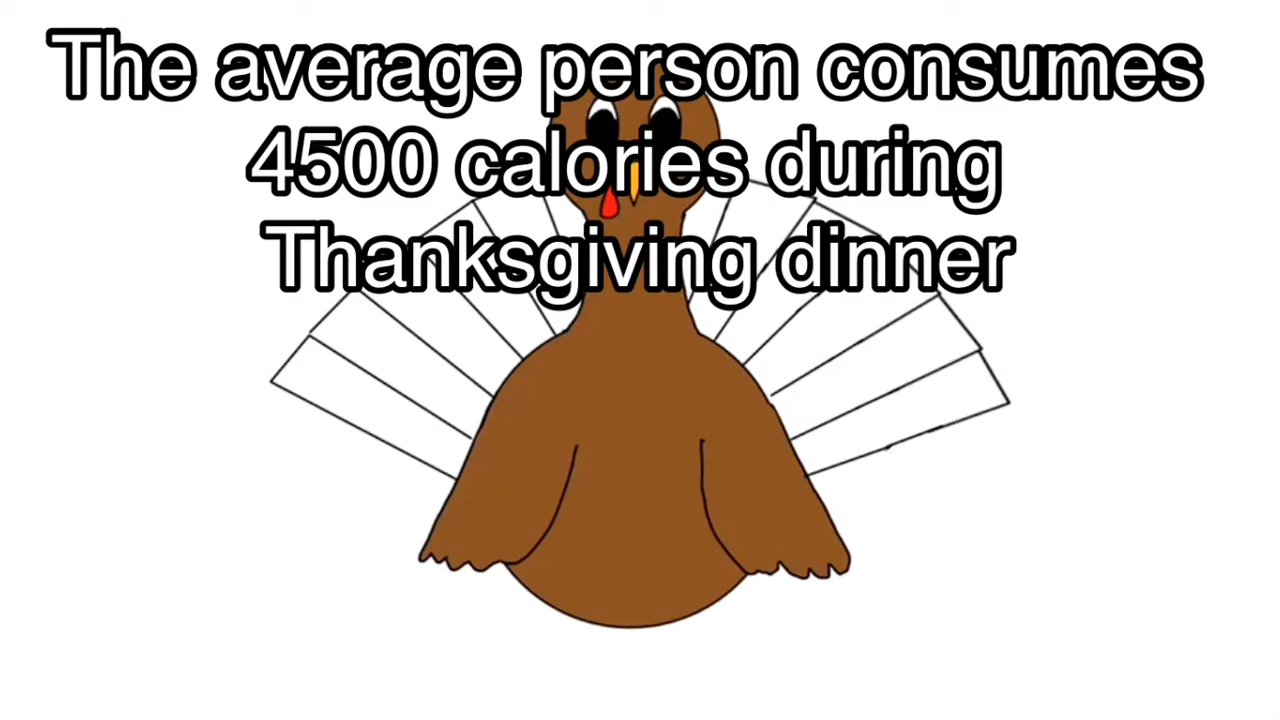 The average person consumes
4500 calories during
Thanksgiving dinner